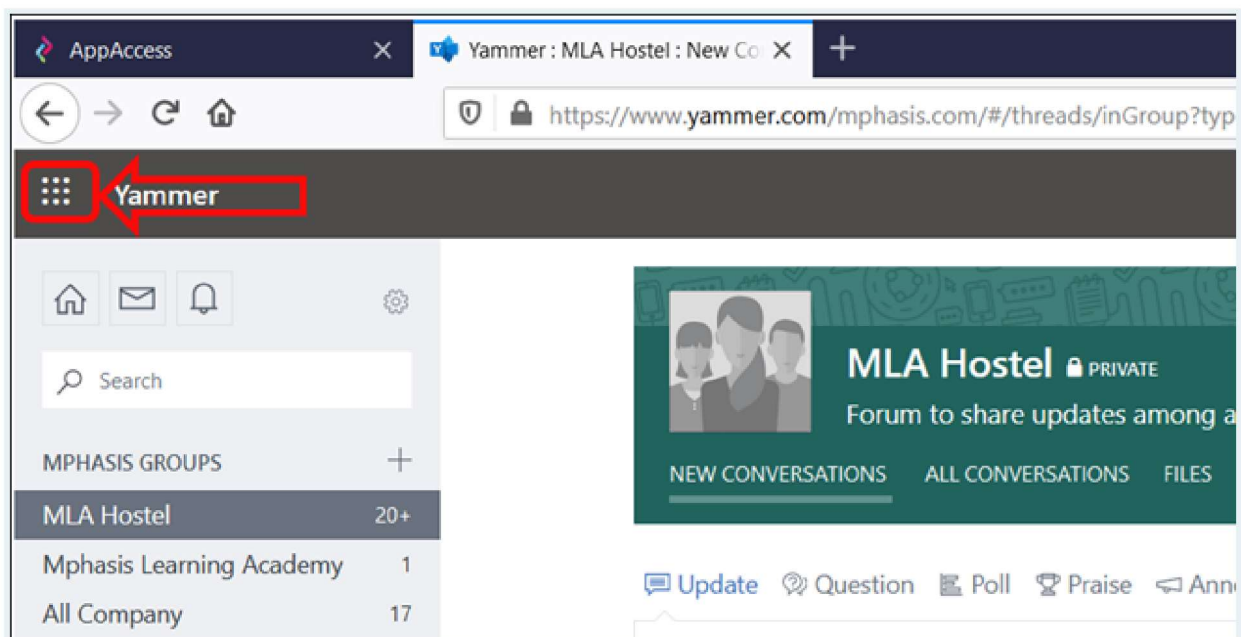 AppAccess
Yammer : MLA Hostel : New Co
https://www.yammer.com/mphasis.com/#/threads/inGroup?typ
Yammer
Search
MLA Hostel PRIVATE
Forum to share updates among a
MPHASIS GROUPS
NEW CONVERSATIONS ALL CONVERSATIONS FILES
MLA Hostel 20+
Mphasis Learning Academy 1
Update Question Poll Praise Ann
All Company 17